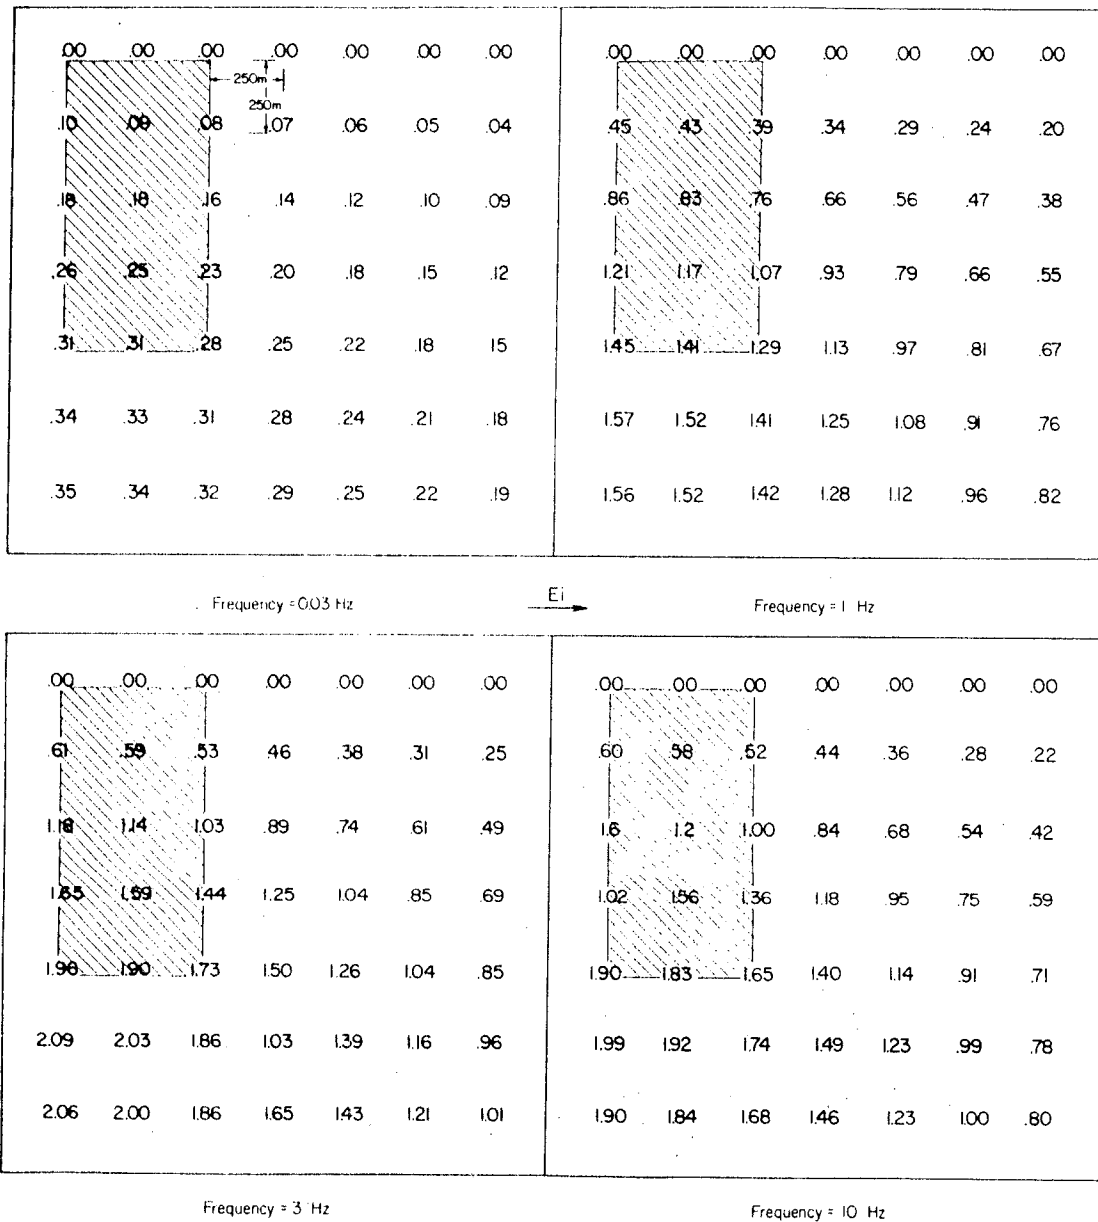 .00 .00 .00 .00 .00 .00 .00
250m
250m
.10 .09 .08 .07 .06 .05 .04
.18 .18 .16 .14 .12 .10 .09
.26 .25 .23 .20 .18 .15 .12
.31 .31 .28 .25 .22 .18 .15
.34 .33 .31 .28 .24 .21 .18
.35 .34 .32 .29 .25 .22 .19
Frequency = 0.03 Hz
.00 .00 .00 .00 .00 .00 .00
.45 .43 .39 .34 .29 .24 .20
.86 .83 .76 .66 .56 .47 .38
1.21 1.17 1.07 .93 .79 .66 .55
1.45 1.41 1.29 1.13 .97 .81 .67
1.57 1.52 1.41 1.25 1.08 .91 .76
1.56 1.52 1.42 1.28 1.12 .96 .82
Frequency = 1 Hz
Ei
.00 .00 .00 .00 .00 .00 .00
.61 .59 .53 .46 .38 .31 .25
1.18 1.14 1.03 .89 .74 .61 .49
1.65 1.59 1.44 1.25 1.04 .85 .69
1.98 1.90 1.73 1.50 1.26 1.04 .85
2.09 2.03 1.86 1.03 1.39 1.16 .96
2.06 2.00 1.86 1.65 1.43 1.21 1.01
Frequency = 3 Hz
.00 .00 .00 .00 .00 .00 .00
.60 .58 .52 .44 .36 .28 .22
1.6 1.2 1.00 .84 .68 .54 .42
1.02 1.56 1.36 1.18 .95 .75 .59
1.90 1.83 1.65 1.40 1.14 .91 .71
1.99 1.92 1.74 1.49 1.23 .99 .78
1.90 1.84 1.68 1.46 1.23 1.00 .80
Frequency = 10 Hz